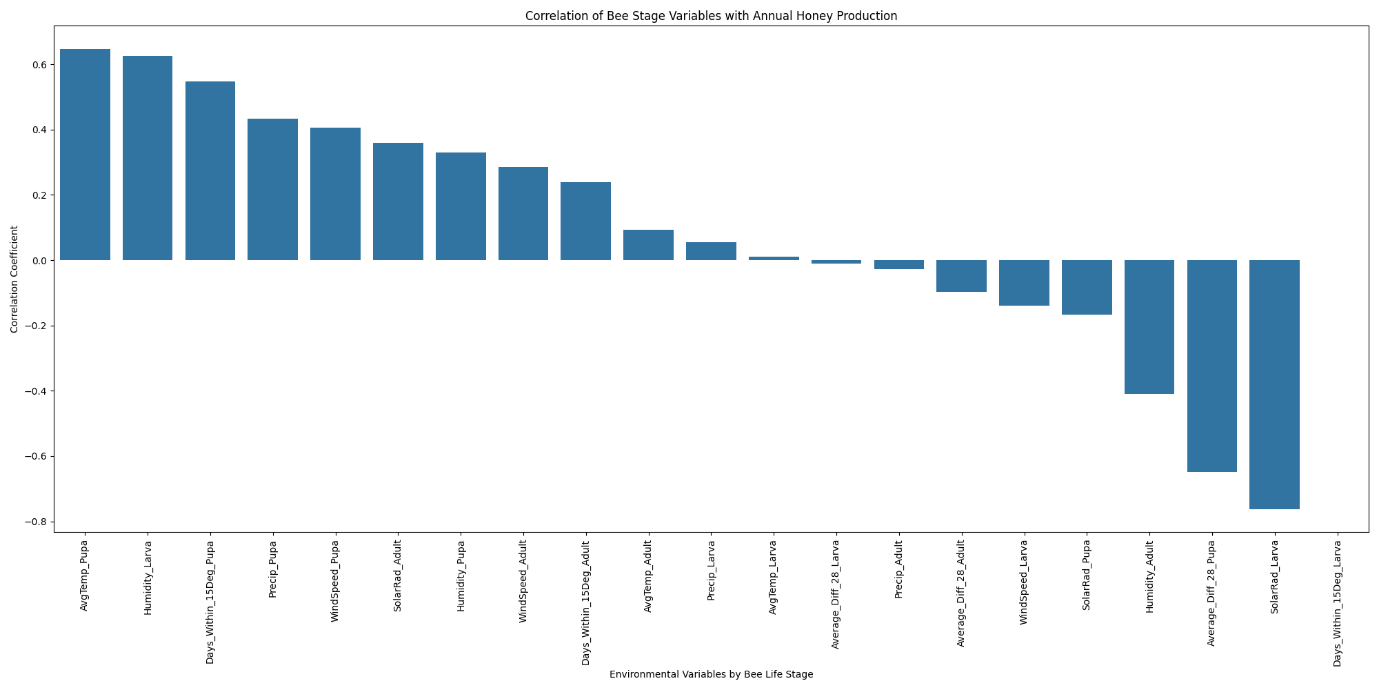 Correlation of Bee Stage Variables with Annual Honey Production
Correlation Coefficient
0.6
0.4
0.2
0.0
−0.2
−0.4
−0.6
−0.8
AvgTemp_Pupa
Humidity_Larva
Days_Within_15Deg_Pupa
Precip_Pupa
WindSpeed_Pupa
SolarRad_Adult
Humidity_Pupa
WindSpeed_Adult
Days_Within_15Deg_Adult
AvgTemp_Adult
Precip_Larva
AvgTemp_Larva
Average_Diff_28_Larva
Precip_Adult
Average_Diff_28_Adult
WindSpeed_Larva
SolarRad_Pupa
Humidity_Adult
Average_Diff_28_Pupa
SolarRad_Larva
Days_Within_15Deg_Larva
Environmental Variables by Bee Life Stage